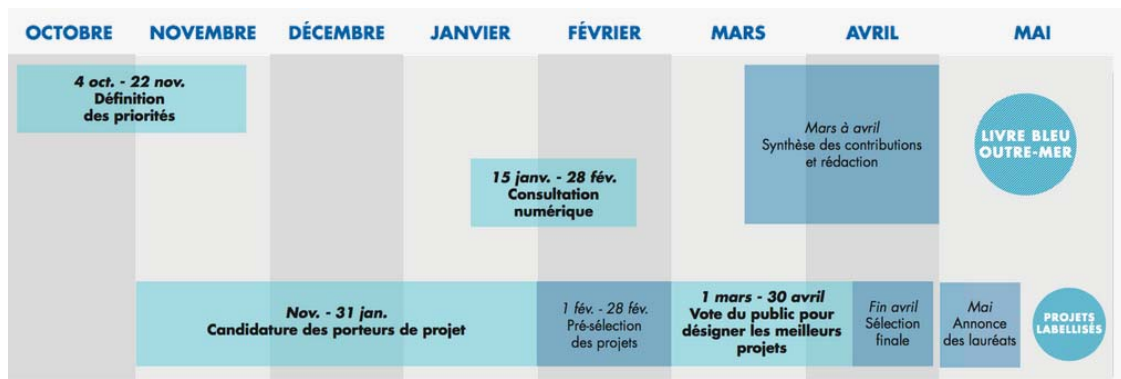 OCTOBRE NOVEMBRE DÉCEMBRE JANVIER FÉVRIER MARS AVRIL MAI
4 oct. - 22 nov.
Définition
des priorités
15 janv. - 28 fév.
Consultation
numérique
Mars à avril
Synthèse des contributions
et rédaction
LIVRE BLEU
OUTRE-MER
Nov. - 31 jan.
Candidature des porteurs de projet
1 fév. - 28 fév.
Pré-sélection
des projets
1 mars - 30 avril
Vote du public pour
désigner les meilleurs
projets
Fin avril
Sélection
finale
Mai
Annonce
des lauréats
PROJETS
LABELLISÉS